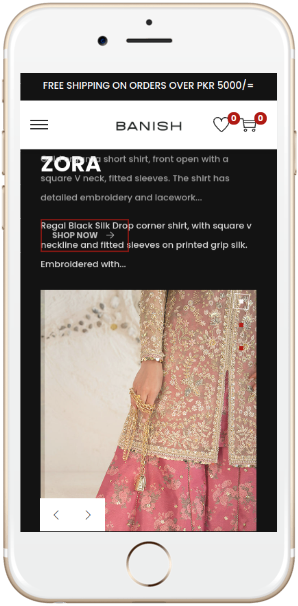 FREE SHIPPING ON ORDERS OVER PKR 5000/=
BANISH
0
0
a short shirt, front open with a
ZORA
square V neck, fitted sleeves. The shirt has
detailed embroidery and lacework...
Regal Black Silk Drop corner shirt, with square v
SHOP NOW
neckline and fitted sleeves on printed grip silk.
Embroidered with...